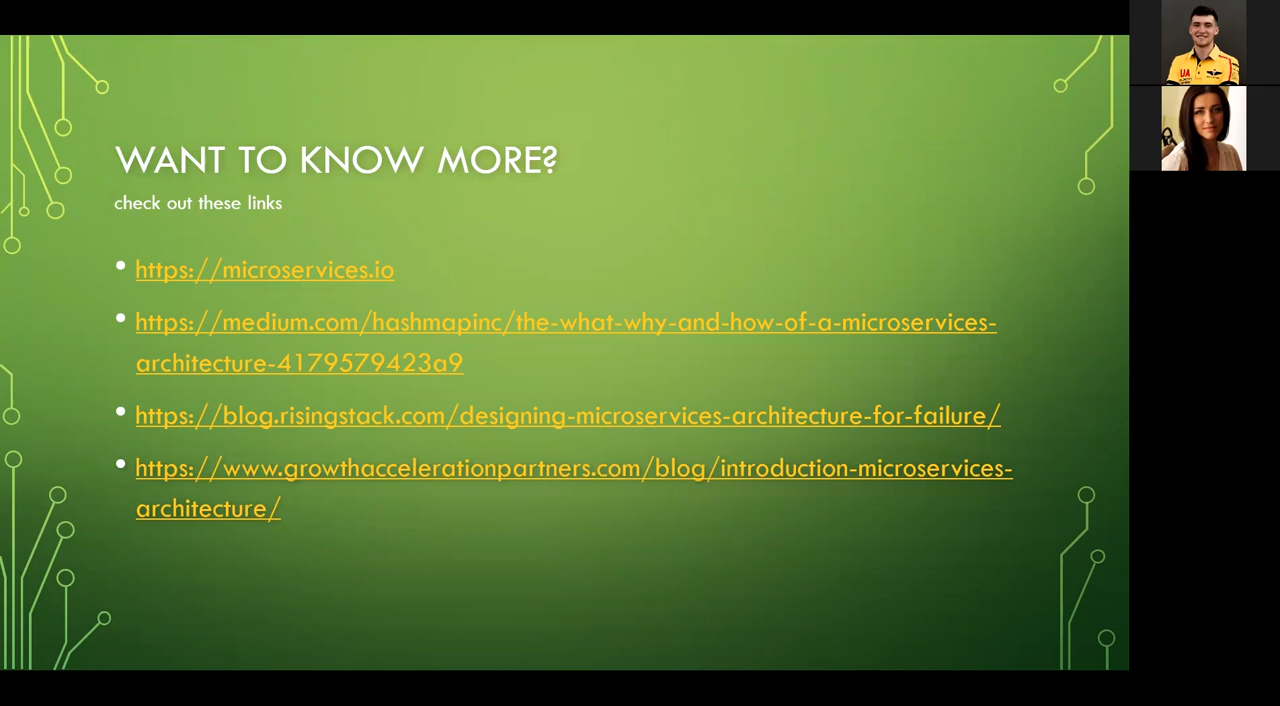 WANT TO KNOW MORE?
check out these links
https://microservices.io
https://medium.com/hashmapinc/the-what-why-and-how-of-a-microservices-
architecture-4179579423a9
https://blog.risingstack.com/designing-microservices-architecture-for-failure/
https://www.growthaccelerationpartners.com/blog/introduction-microservices-
architecture/
UA